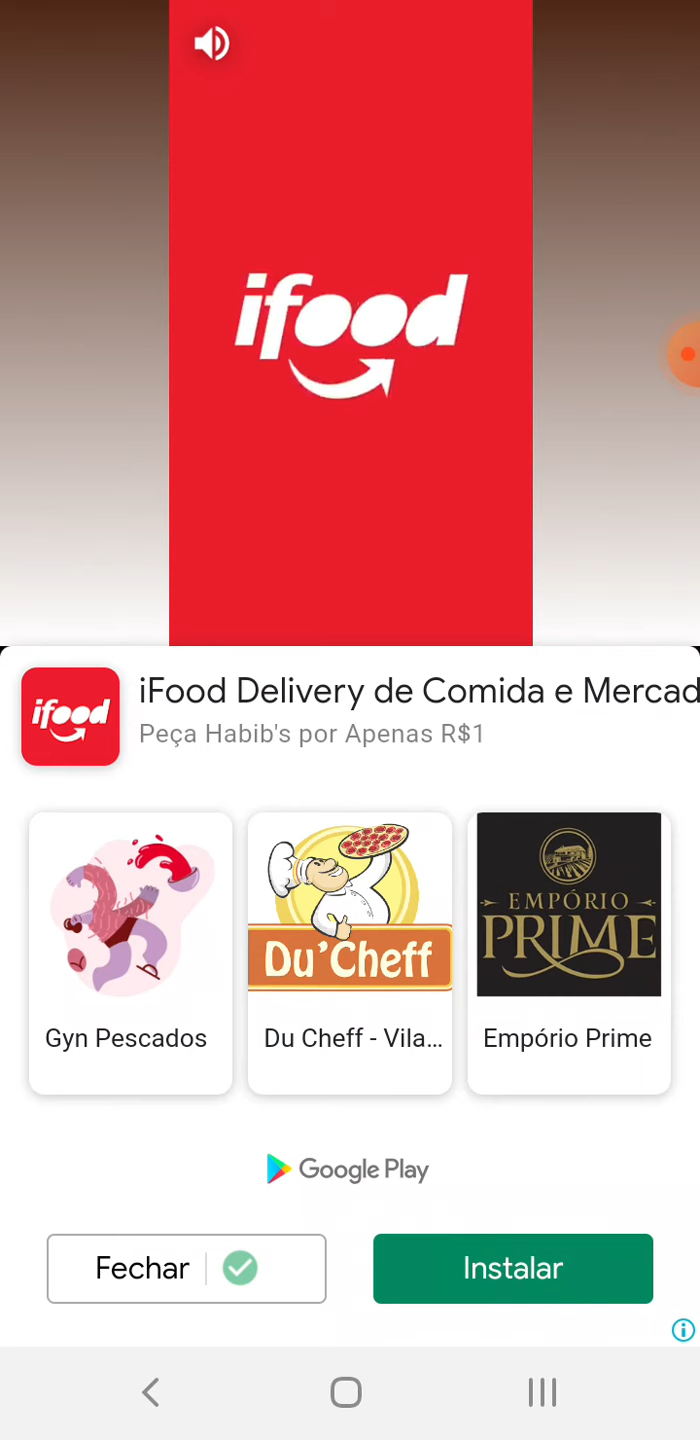 ifood
ifood
iFood Delivery de Comida e Mercad
Peça Habib's por Apenas R$1
Du'Cheff
EMPÓRIO
PRIME
Gyn Pescados
Du Cheff - Vila...
Empório Prime
Google Play
Fechar
Instalar